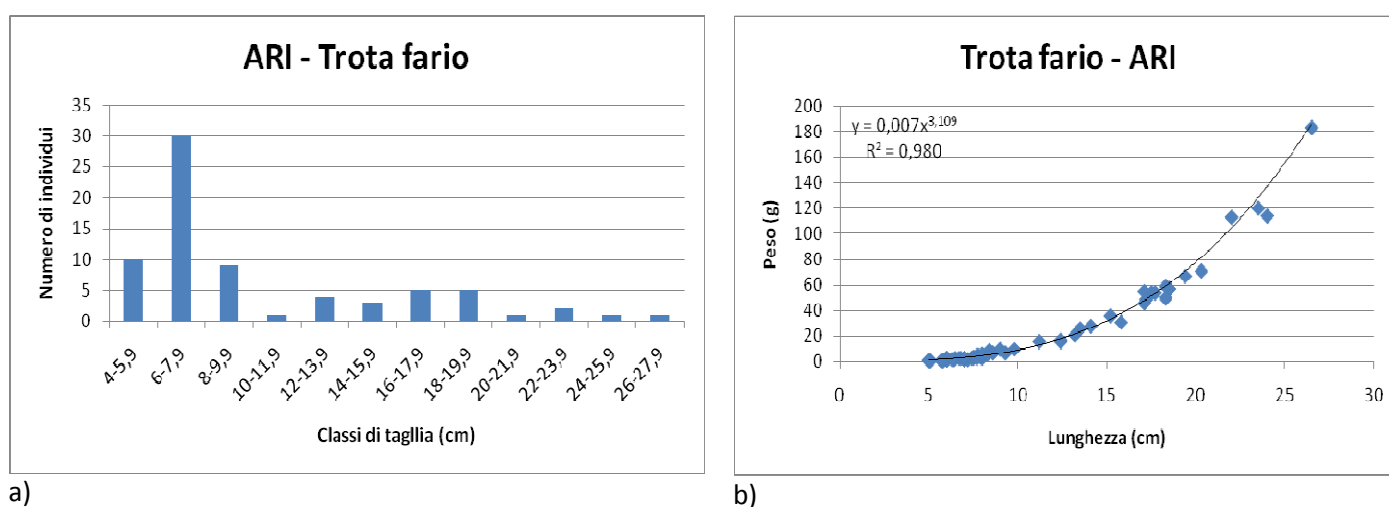 ARI - Trota fario
Numero di individui
35
30
25
20
15
10
5
0
4-5,9
6-7,9
8-9,9
10-11,9
12-13,9
14-15,9
16-17,9
18-19,9
20-21,9
22-23,9
24-25,9
26-27,9
Classi di tagllia (cm)
a)
Trota fario - ARI
y = 0,007x^3,109
R² = 0,980
Peso (g)
200
180
160
140
120
100
80
60
40
20
0
0 5 10 15 20 25 30
Lunghezza (cm)
b)